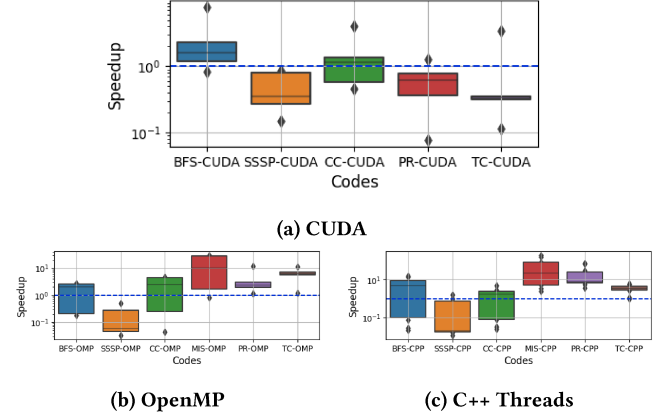 Speedup
10⁰
10⁻¹
BFS-CUDA SSSP-CUDA CC-CUDA PR-CUDA TC-CUDA
Codes
(a) CUDA
Speedup
10¹
10⁰
10⁻¹
BFS-OMP SSSP-OMP CC-OMP MIS-OMP PR-OMP TC-OMP
Codes
(b) OpenMP
Speedup
10¹
10⁻¹
BFS-CPP SSSP-CPP CC-CPP MIS-CPP PR-CPP TC-CPP
Codes
(c) C++ Threads